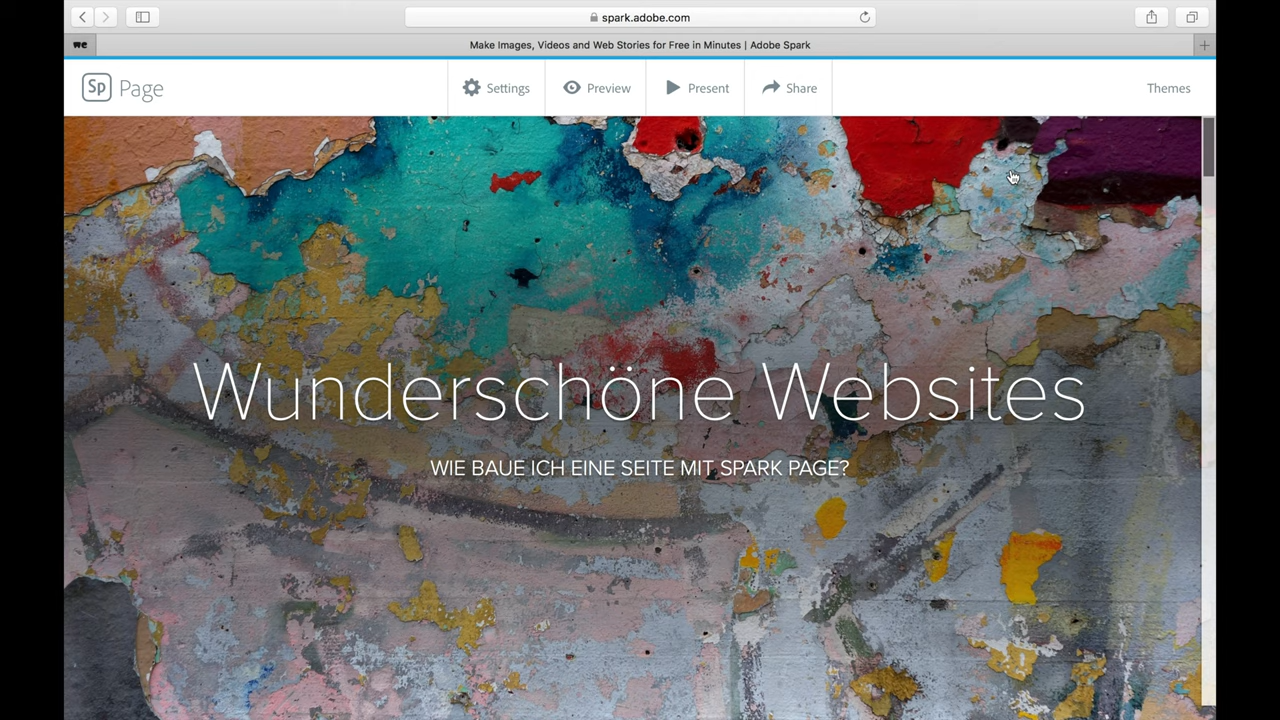 spark.adobe.com
we
Make Images, Videos and Web Stories for Free in Minutes | Adobe Spark
Sp Page
Settings
Preview
Present
Share
Themes
Wunderschöne Websites
WIE BAUE ICH EINE SEITE MIT SPARK PAGE?